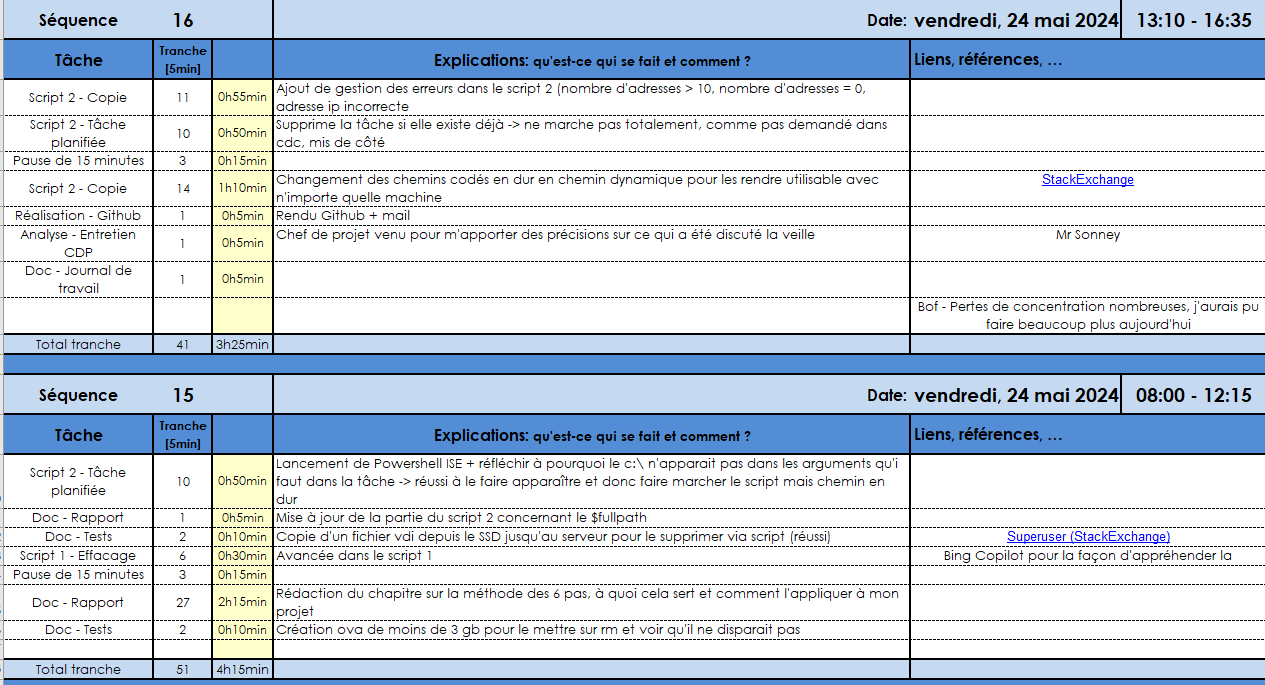 Séquence 16 Date: vendredi, 24 mai 2024 13:10 - 16:35
Tâche Tranche [5min] Explications: qu'est-ce qui se fait et comment ? Liens, références, …
Script 2 - Copie 11 0h55min Ajout de gestion des erreurs dans le script 2 (nombre d'adresses > 10, nombre d'adresses = 0,
adresse ip incorrecte
Script 2 - Tâche
planifiée 10 0h50min Supprime la tâche si elle existe déjà -> ne marche pas totalement, comme pas demandé dans
cdc, mis de côté
Pause de 15 minutes 3 0h15min
Script 2 - Copie 14 1h10min Changement des chemins codés en dur en chemin dynamique pour les rendre utilisable avec
n'importe quelle machine
StackExchange
Réalisation - Github 1 0h5min Rendu Github + mail
Analyse - Entretien
CDP 1 0h5min Chef de projet venu pour m'apporter des précisions sur ce qui a été discuté la veille Mr Sonney
Doc - Journal de
travail 1 0h5min
Bof - Pertes de concentration nombreuses, j'aurais pu
faire beaucoup plus aujourd'hui
Total tranche 41 3h25min
Séquence 15 Date: vendredi, 24 mai 2024 08:00 - 12:15
Tâche Tranche [5min] Explications: qu'est-ce qui se fait et comment ? Liens, références, …
Script 2 - Tâche
planifiée 10 0h50min Lancement de Powershell ISE + réfléchir à pourquoi le c:\ n'apparait pas dans les arguments qu'i
faut dans la tâche -> réussi à le faire apparaître et donc faire marcher le script mais chemin en
dur
Doc - Rapport 1 0h5min Mise à jour de la partie du script 2 concernant le $fullpath
Doc - Tests 2 0h10min Copie d'un fichier vdi depuis le SSD jusqu'au serveur pour le supprimer via script (réussi) Superuser (StackExchange)
Script 1 - Effacage 6 0h30min Avancée dans le script 1 Bing Copilot pour la façon d'appréhender la
Pause de 15 minutes 3 0h15min
Doc - Rapport 27 2h15min Rédaction du chapitre sur la méthode des 6 pas, à quoi cela sert et comment l'appliquer à mon
projet
Doc - Tests 2 0h10min Création ova de moins de 3 gb pour le mettre sur rm et voir qu'il ne disparait pas
Total tranche 51 4h15min